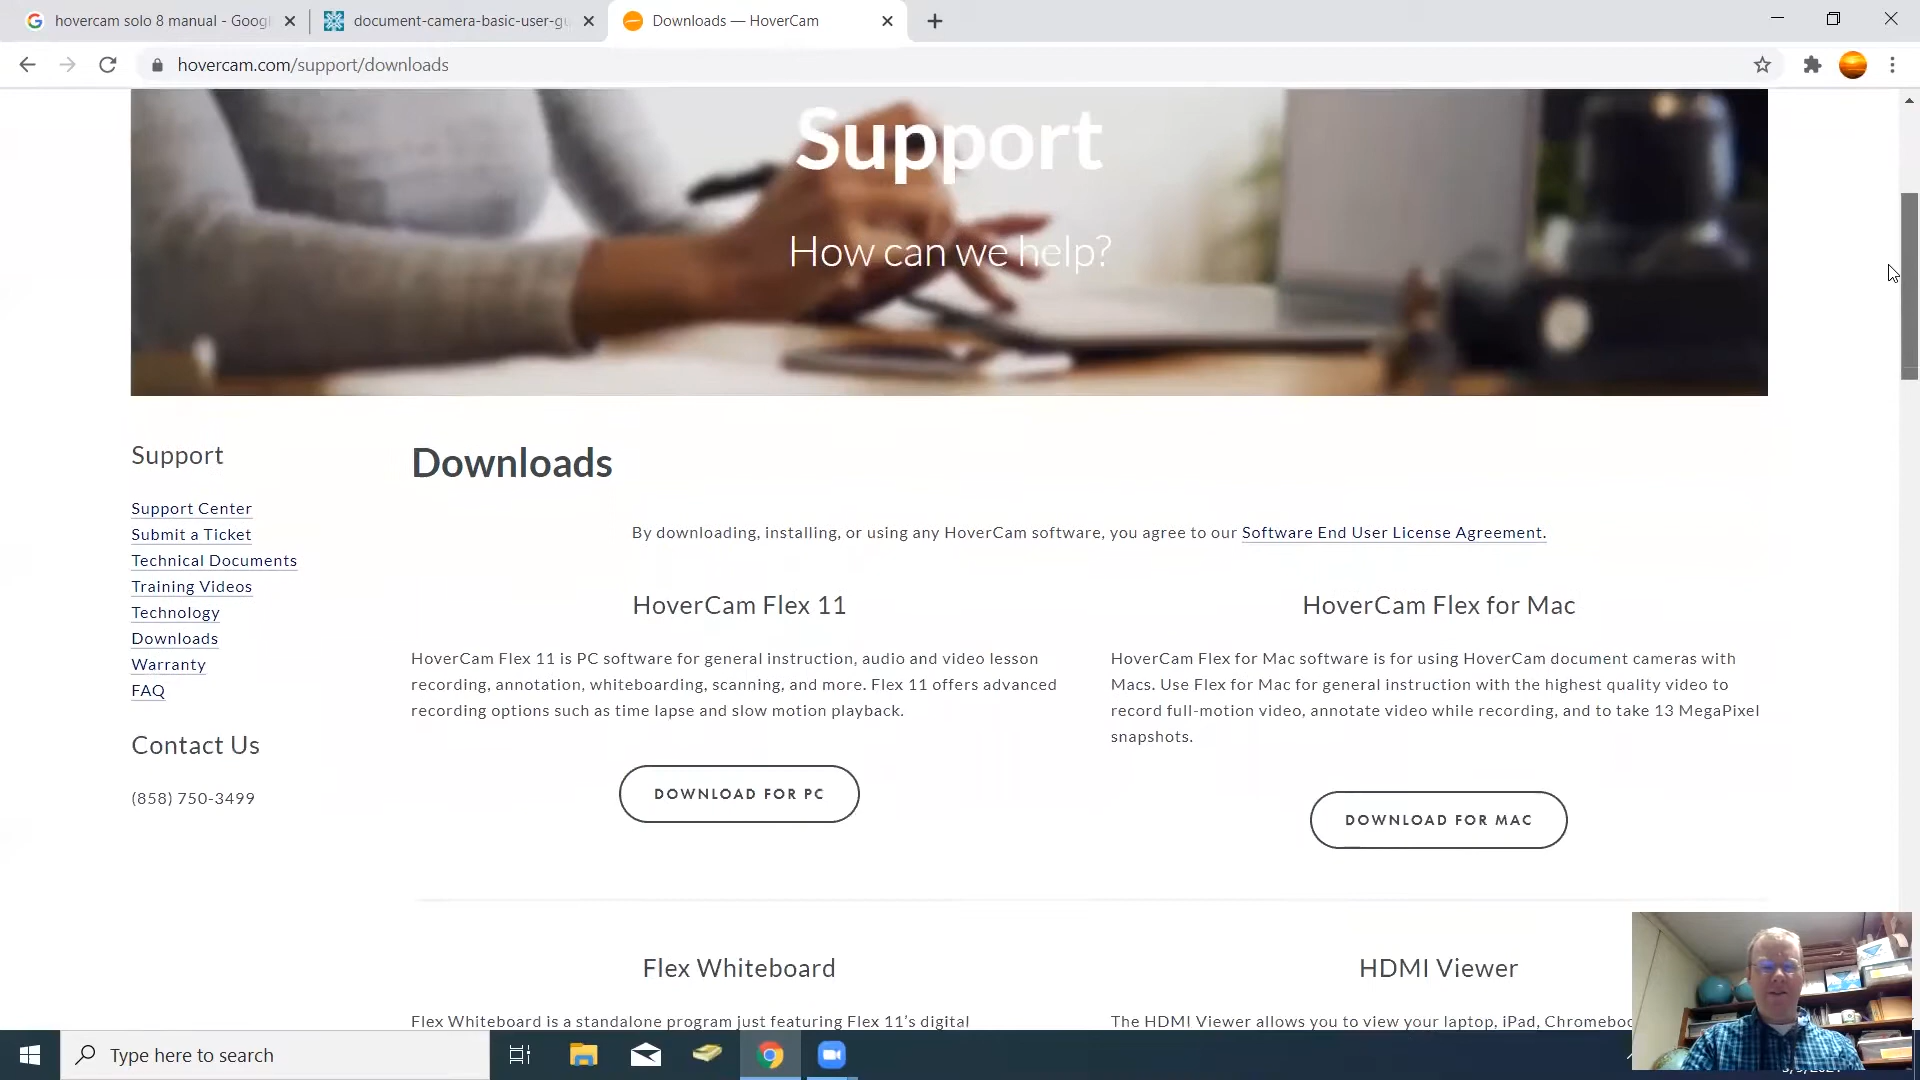 hovercam solo 8 manual - Googl
document-camera-basic-user-gu
Downloads — HoverCam
hovercam.com/support/downloads
Support
How can we help?
Support
Support Center
Submit a Ticket
Technical Documents
Training Videos
Technology
Downloads
Warranty
FAQ
Contact Us
(858) 750-3499
Downloads
By downloading, installing, or using any HoverCam software, you agree to our Software End User License Agreement.
HoverCam Flex 11
HoverCam Flex 11 is PC software for general instruction, audio and video lesson
recording, annotation, whiteboarding, scanning, and more. Flex 11 offers advanced
recording options such as time lapse and slow motion playback.
DOWNLOAD FOR PC
HoverCam Flex for Mac
HoverCam Flex for Mac software is for using HoverCam document cameras with
Macs. Use Flex for Mac for general instruction with the highest quality video to
record full-motion video, annotate video while recording, and to take 13 MegaPixel
snapshots.
DOWNLOAD FOR MAC
Flex Whiteboard
Flex Whiteboard is a standalone program just featuring Flex 11's digital
HDMI Viewer
The HDMI Viewer allows you to view your laptop, iPad, Chromeboo
Type here to search